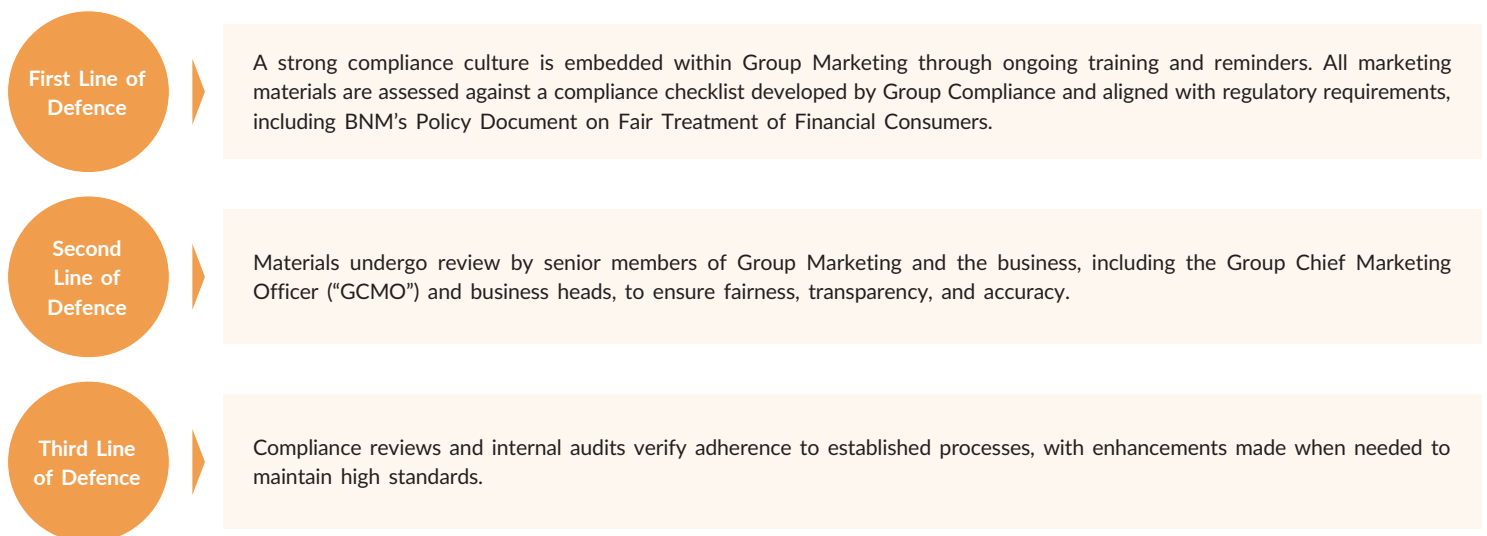 First Line of
Defence
A strong compliance culture is embedded within Group Marketing through ongoing training and reminders. All marketing
materials are assessed against a compliance checklist developed by Group Compliance and aligned with regulatory requirements,
including BNM’s Policy Document on Fair Treatment of Financial Consumers.
Second
Line of
Defence
Materials undergo review by senior members of Group Marketing and the business, including the Group Chief Marketing
Officer (“GCMO”) and business heads, to ensure fairness, transparency, and accuracy.
Third Line
of Defence
Compliance reviews and internal audits verify adherence to established processes, with enhancements made when needed to
maintain high standards.